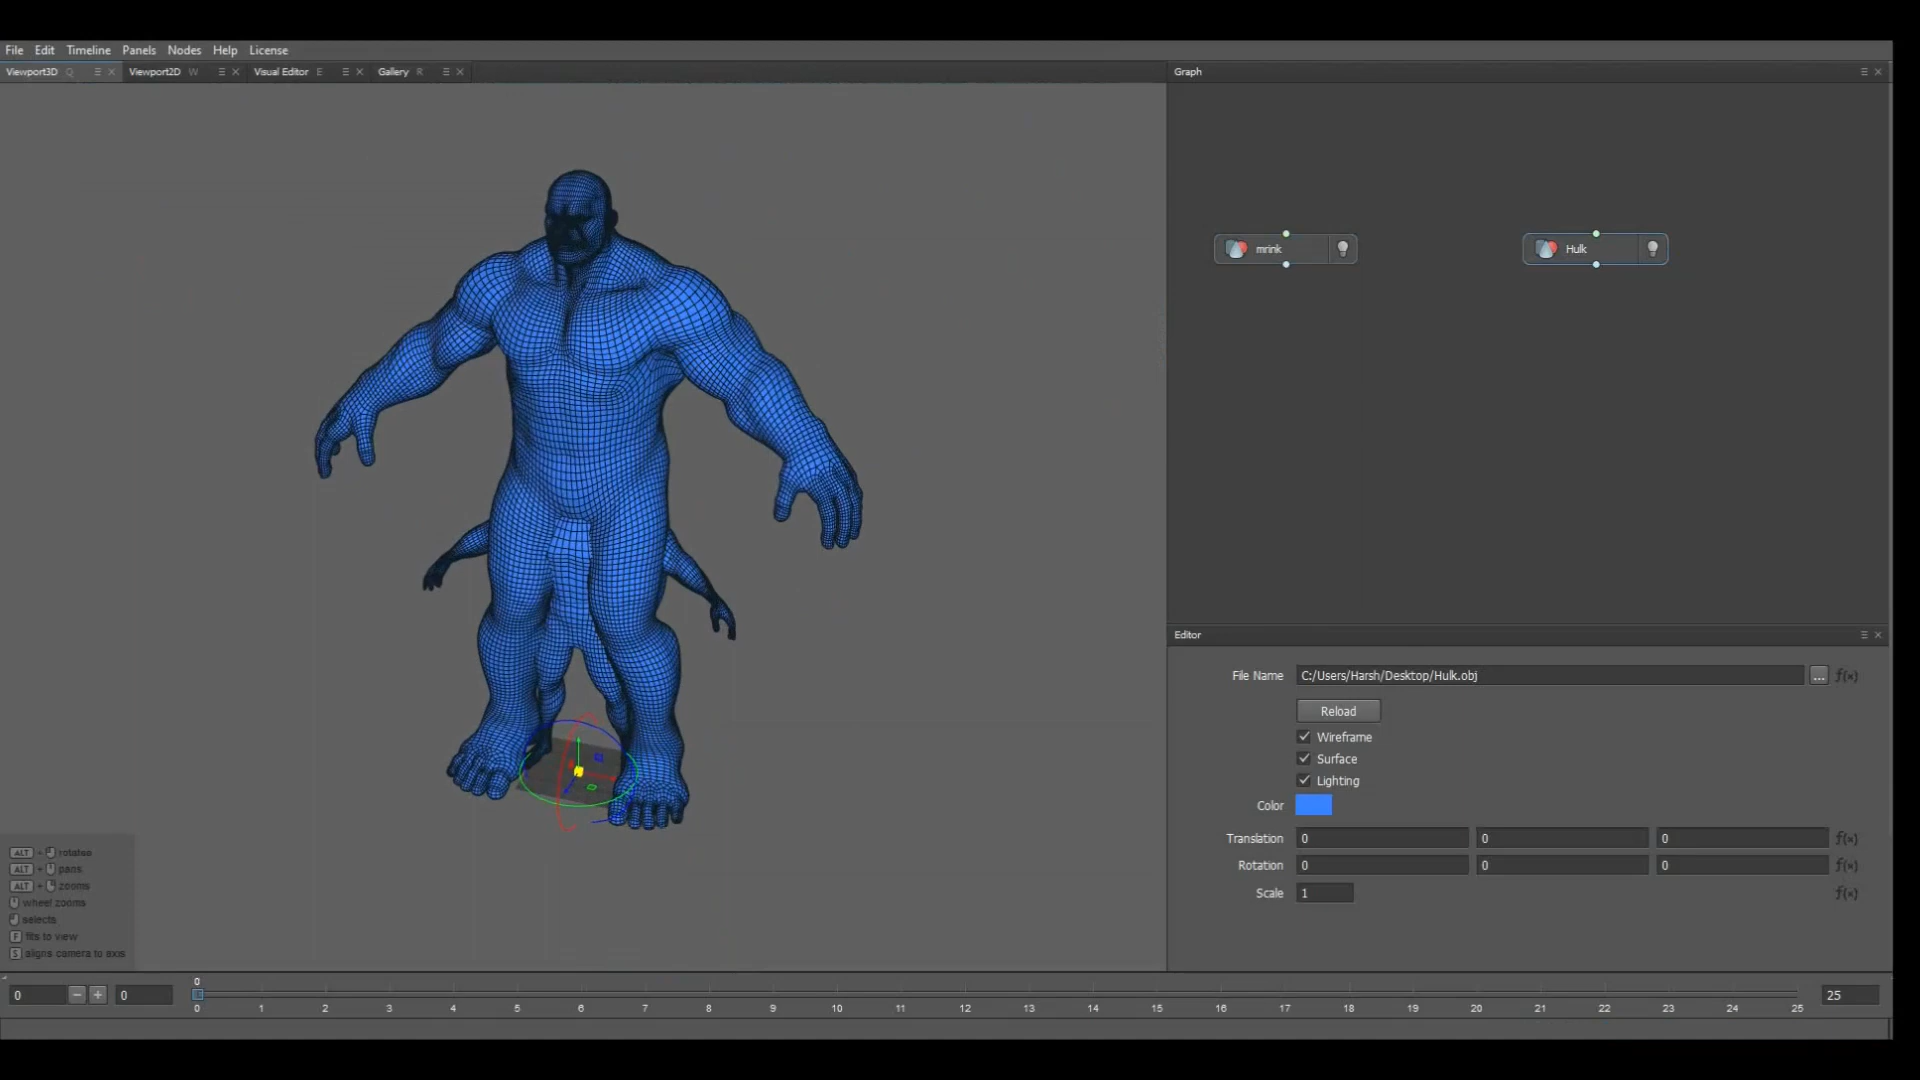 File Edit Timeline Panels Nodes Help License
Viewport3D Q Viewport2D W Visual Editor E Gallery R
Graph
mrink
Hulk
Editor
File Name C:/Users/Harsh/Desktop/Hulk.obj ... f(x)
Reload
Wireframe
Surface
Lighting
Color
Translation 0 0 0 f(x)
Rotation 0 0 0 f(x)
Scale 1 f(x)
ALT + rotates
ALT + pans
ALT + zooms
wheel zooms
selects
F fits to view
S aligns camera to axis
0
0 − + 0 25
0 1 2 3 4 5 6 7 8 9 10 11 12 13 14 15 16 17 18 19 20 21 22 23 24 25